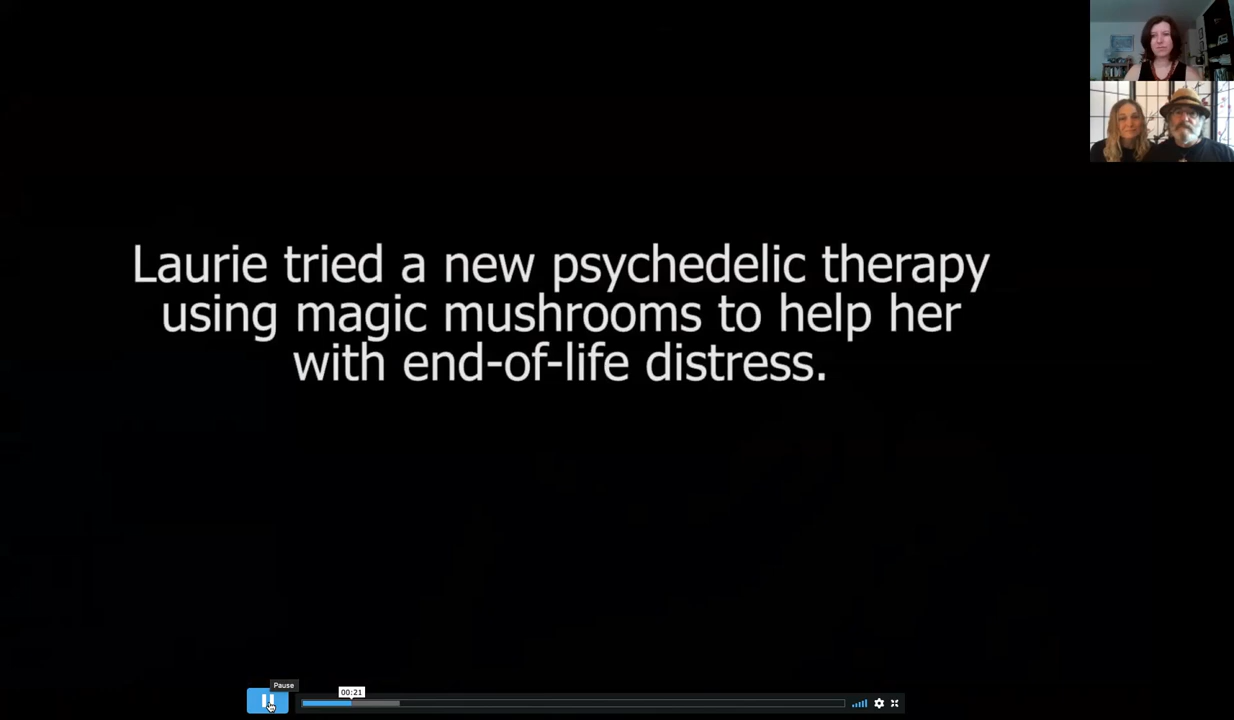 Laurie tried a new psychedelic therapy
using magic mushrooms to help her
with end-of-life distress.
Pause
00:21